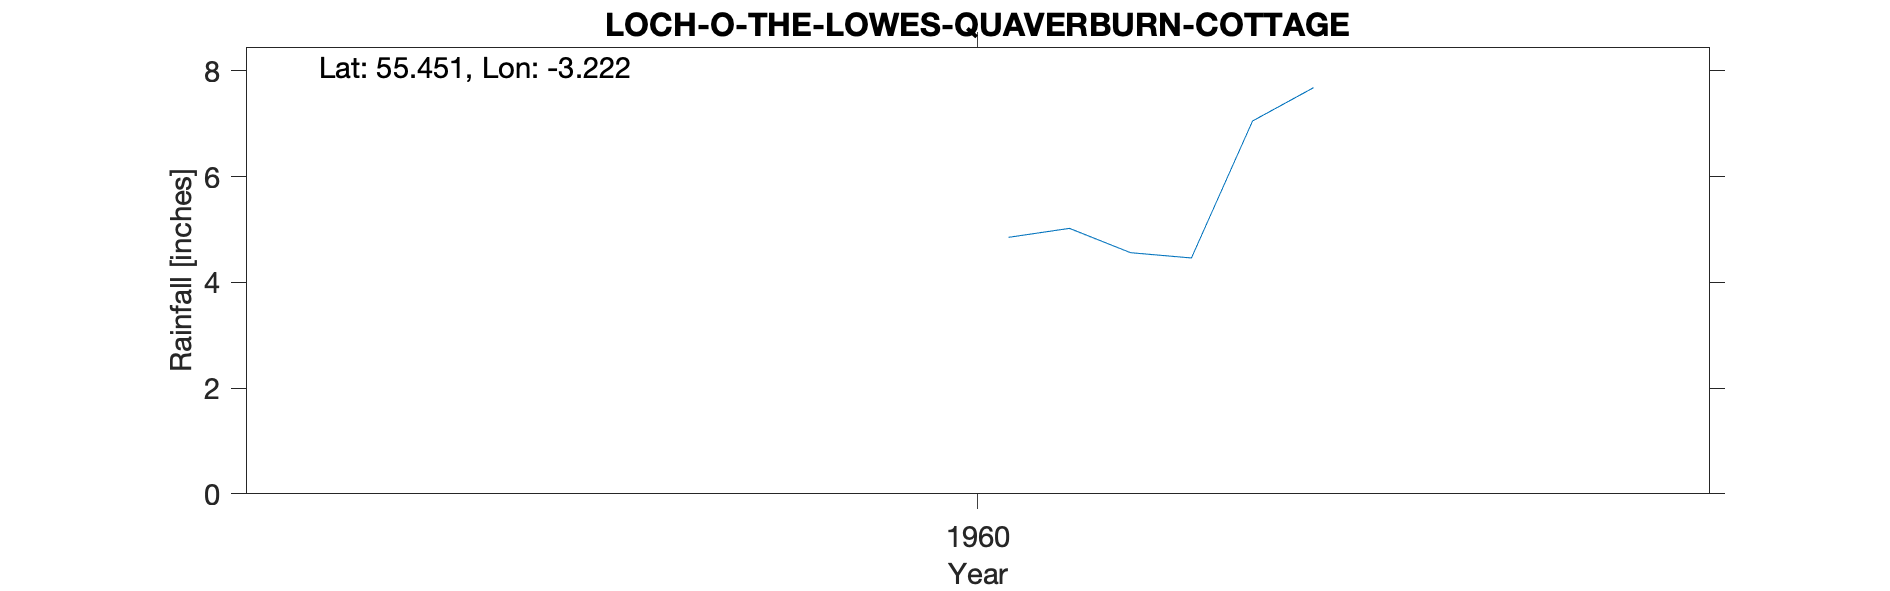 LOCH-O-THE-LOWES-QUAVERBURN-COTTAGE
Lat: 55.451, Lon: -3.222
8
6
4
2
0
Rainfall [inches]
1960
Year